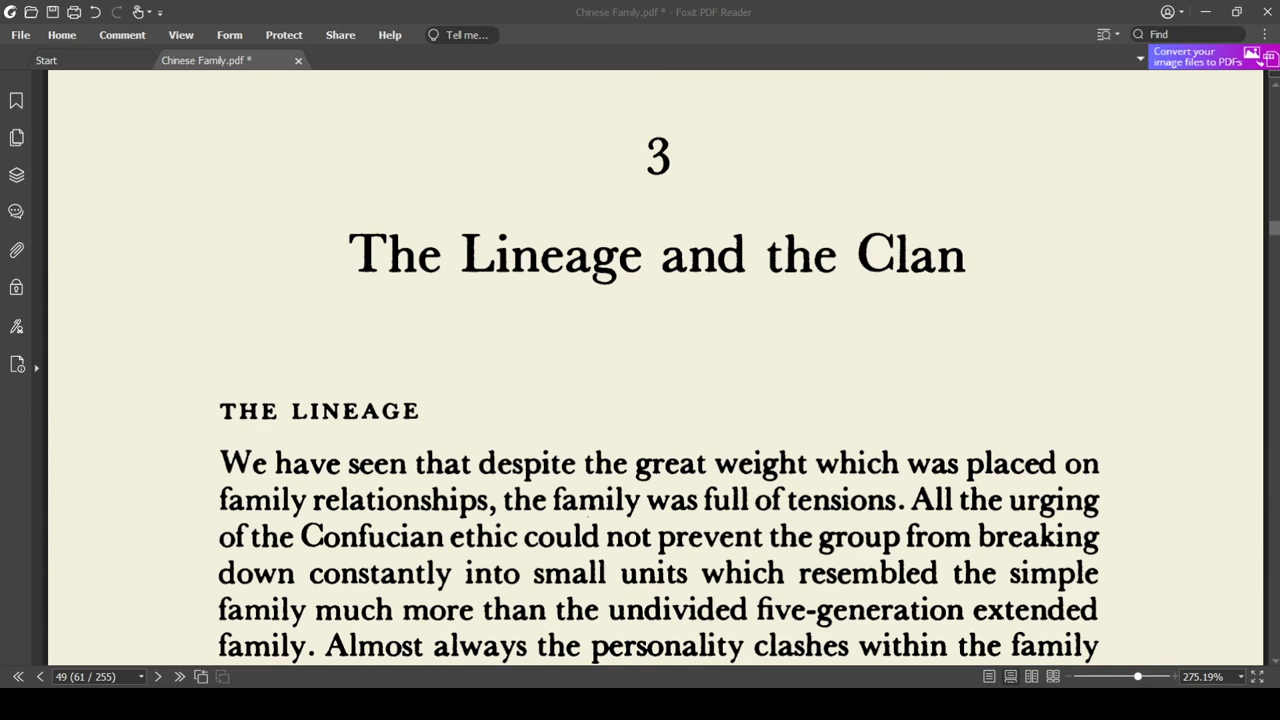 Chinese Family.pdf * - Foxit PDF Reader
File Home Comment View Form Protect Share Help Tell me... Find
Start Chinese Family.pdf * Convert your
image files to PDFs
3
The Lineage and the Clan
THE LINEAGE
We have seen that despite the great weight which was placed on
family relationships, the family was full of tensions. All the urging
of the Confucian ethic could not prevent the group from breaking
down constantly into small units which resembled the simple
family much more than the undivided five-generation extended
family. Almost always the personality clashes within the family
49 (61 / 255) 275.19%